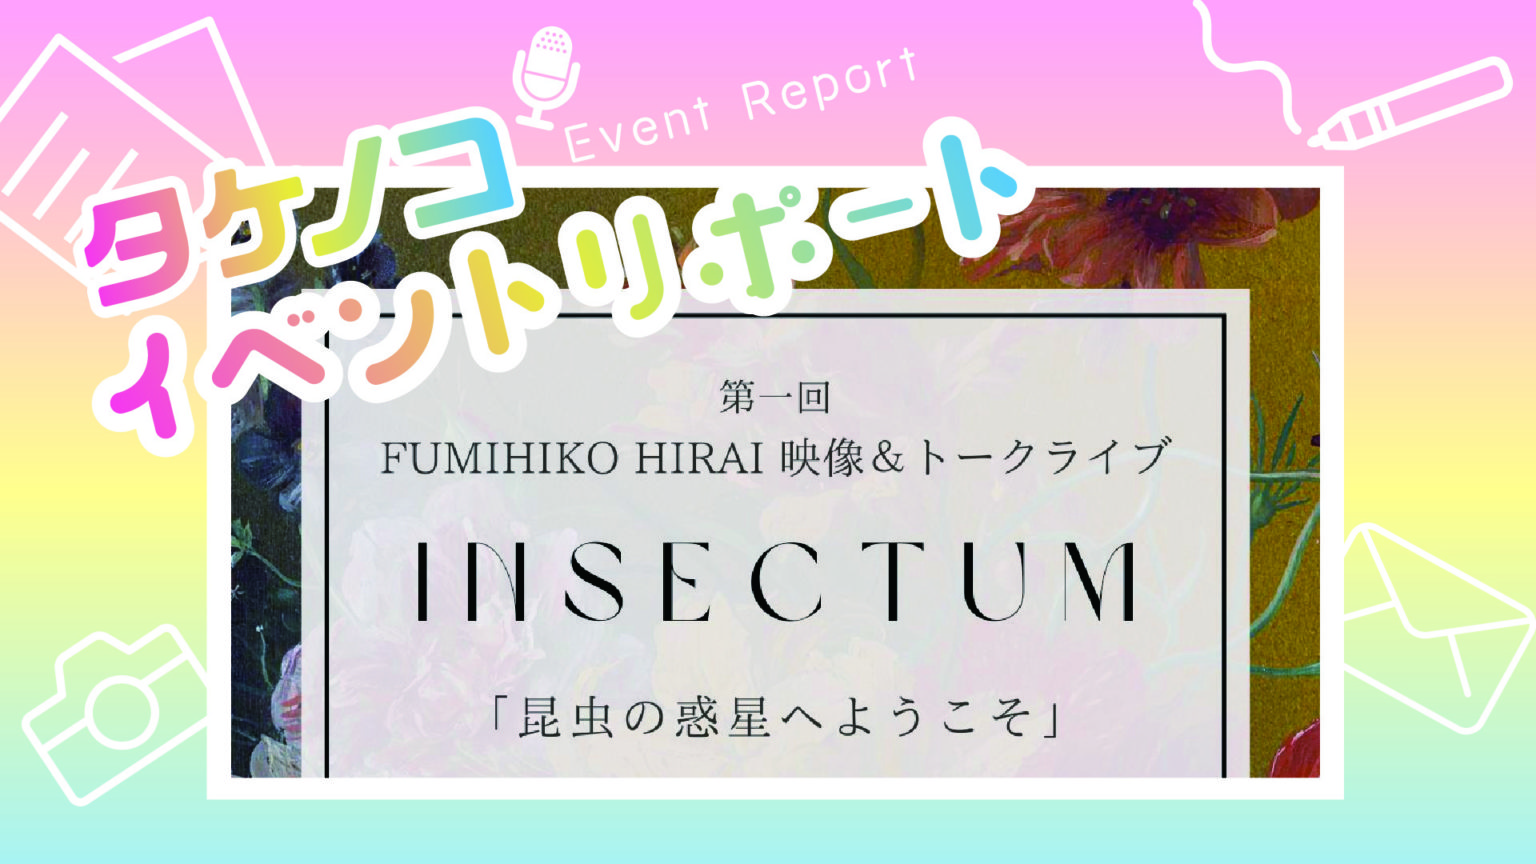 Event Report
タケノコ
イベントリポート
第一回
FUMIHIKO HIRAI 映像＆トークライブ
INSECTUM
「昆虫の惑星へようこそ」